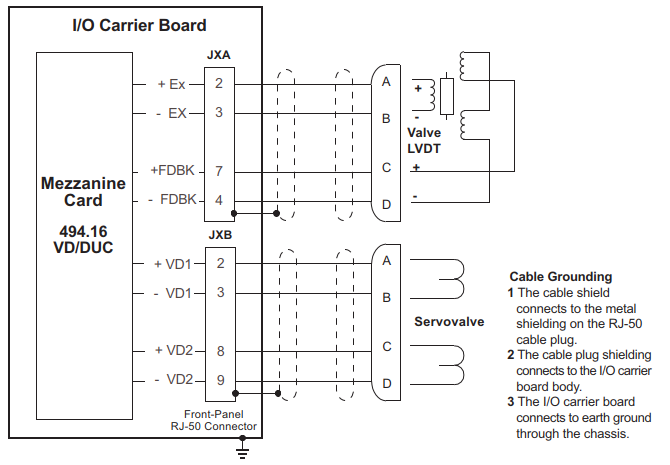 I/O Carrier Board
JXA
+ Ex 2 A
- EX 3 B
+
-
Valve
LVDT
+FDBK 7 C +
- FDBK 4 D -
Mezzanine
Card
494.16
VD/DUC
JXB
+ VD1 2 A
- VD1 3 B
Servovalve
+ VD2 8 C
- VD2 9 D
Front-Panel
RJ-50 Connector
Cable Grounding
1 The cable shield
connects to the metal
shielding on the RJ-50
cable plug.
2 The cable plug shielding
connects to the I/O carrier
board body.
3 The I/O carrier board
connects to earth ground
through the chassis.